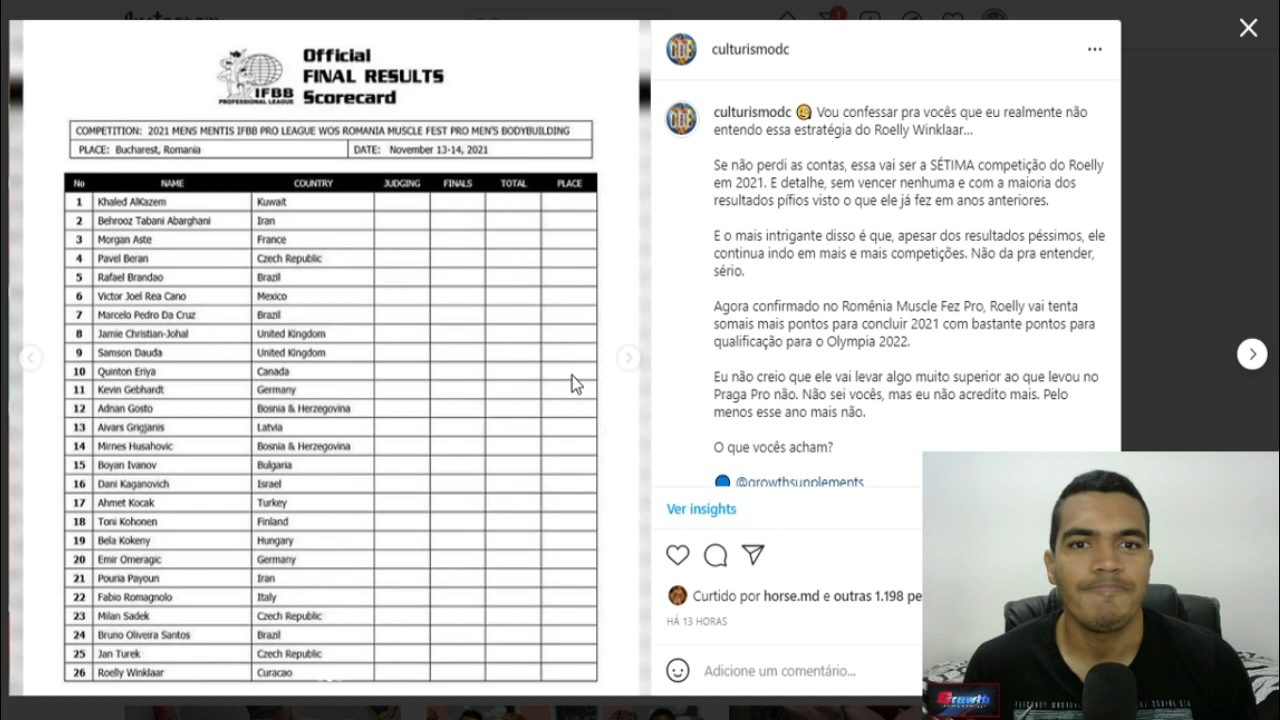 Instagram
Official
FINAL RESULTS
Scorecard
IFBB
PROFESSIONAL LEAGUE
COMPETITION: 2021 MENS MENTIS IFBB PRO LEAGUE WOS ROMANIA MUSCLE FEST PRO MEN'S BODYBUILDING
PLACE: Bucharest, Romania DATE: November 13-14, 2021
No NAME COUNTRY JUDGING FINALS TOTAL PLACE
1 Khaled AlKazem Kuwait
2 Behrooz Tabani Abarghani Iran
3 Morgan Aste France
4 Pavel Beran Czech Republic
5 Rafael Brandao Brazil
6 Victor Joel Rea Cano Mexico
7 Marcelo Pedro Da Cruz Brazil
8 Jamie Christian-Johal United Kingdom
9 Samson Dauda United Kingdom
10 Quinton Eriya Canada
11 Kevin Gebhardt Germany
12 Adnan Gosto Bosnia & Herzegovina
13 Aivars Grigjanis Latvia
14 Mirnes Husahovic Bosnia & Herzegovina
15 Boyan Ivanov Bulgaria
16 Dani Kaganovich Israel
17 Ahmet Kocak Turkey
18 Toni Kohonen Finland
19 Bela Kokeny Hungary
20 Emir Omeragic Germany
21 Pouria Payoun Iran
22 Fabio Romagnolo Italy
23 Milan Sadek Czech Republic
24 Bruno Oliveira Santos Brazil
25 Jan Turek Czech Republic
26 Roelly Winklaar Curacao
culturismodc
culturismodc Vou confessar pra vocês que eu realmente não
entendo essa estratégia do Roelly Winklaar...
Se não perdi as contas, essa vai ser a SÉTIMA competição do Roelly
em 2021. E detalhe, sem vencer nenhuma e com a maioria dos
resultados pífios visto o que ele já fez em anos anteriores.
E o mais intrigante disso é que, apesar dos resultados péssimos, ele
continua indo em mais e mais competições. Não da pra entender,
sério.
Agora confirmado no Romênia Muscle Fez Pro, Roelly vai tenta
somais mais pontos para concluir 2021 com bastante pontos para
qualificação para o Olympia 2022.
Eu não creio que ele vai levar algo muito superior ao que levou no
Praga Pro não. Não sei vocês, mas eu não acredito mais. Pelo
menos esse ano mais não.
O que vocês acham?
@growthsupplements
Ver insights
Curtido por horse.md e outras 1.198 pe
HÁ 13 HORAS
Adicione um comentário...
Growth